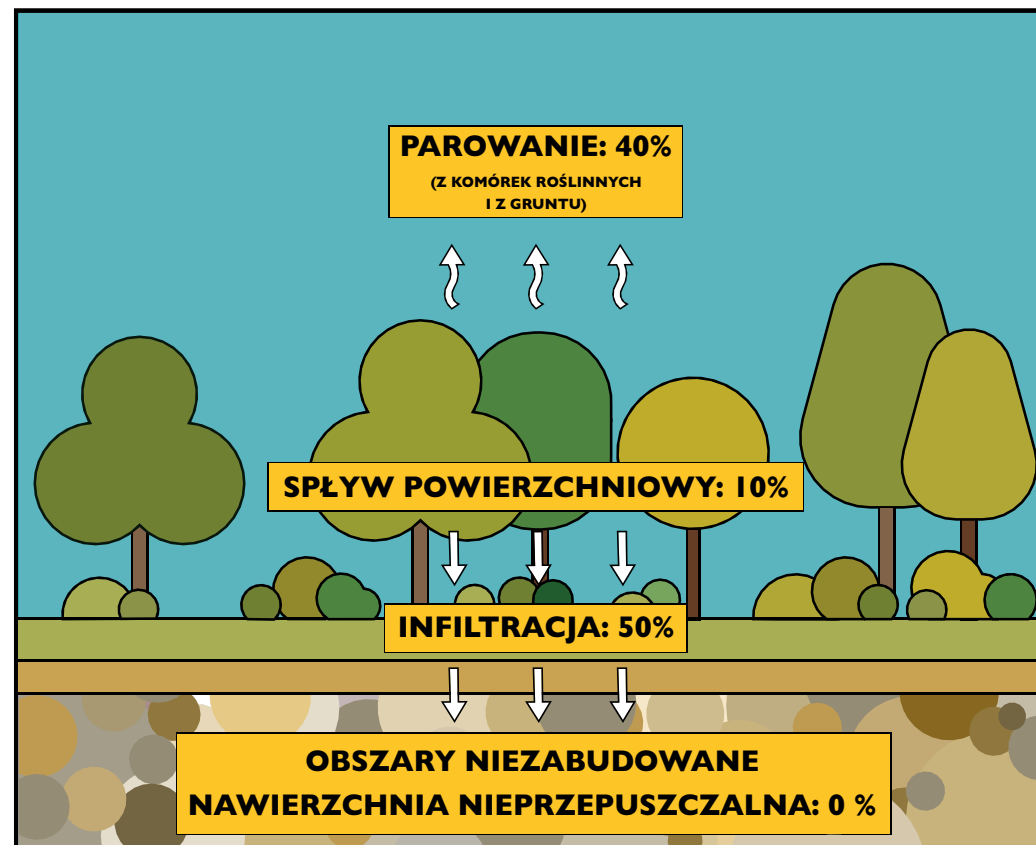 PAROWANIE: 40%
(Z KOMÓREK ROŚLINNYCH
I Z GRUNTU)
SPŁYW POWIERZCHNIOWY: 10%
INFILTRACJA: 50%
OBSZARY NIEZABUDOWANE
NAWIERZCHNIA NIEPRZEPUSZCZALNA: 0 %